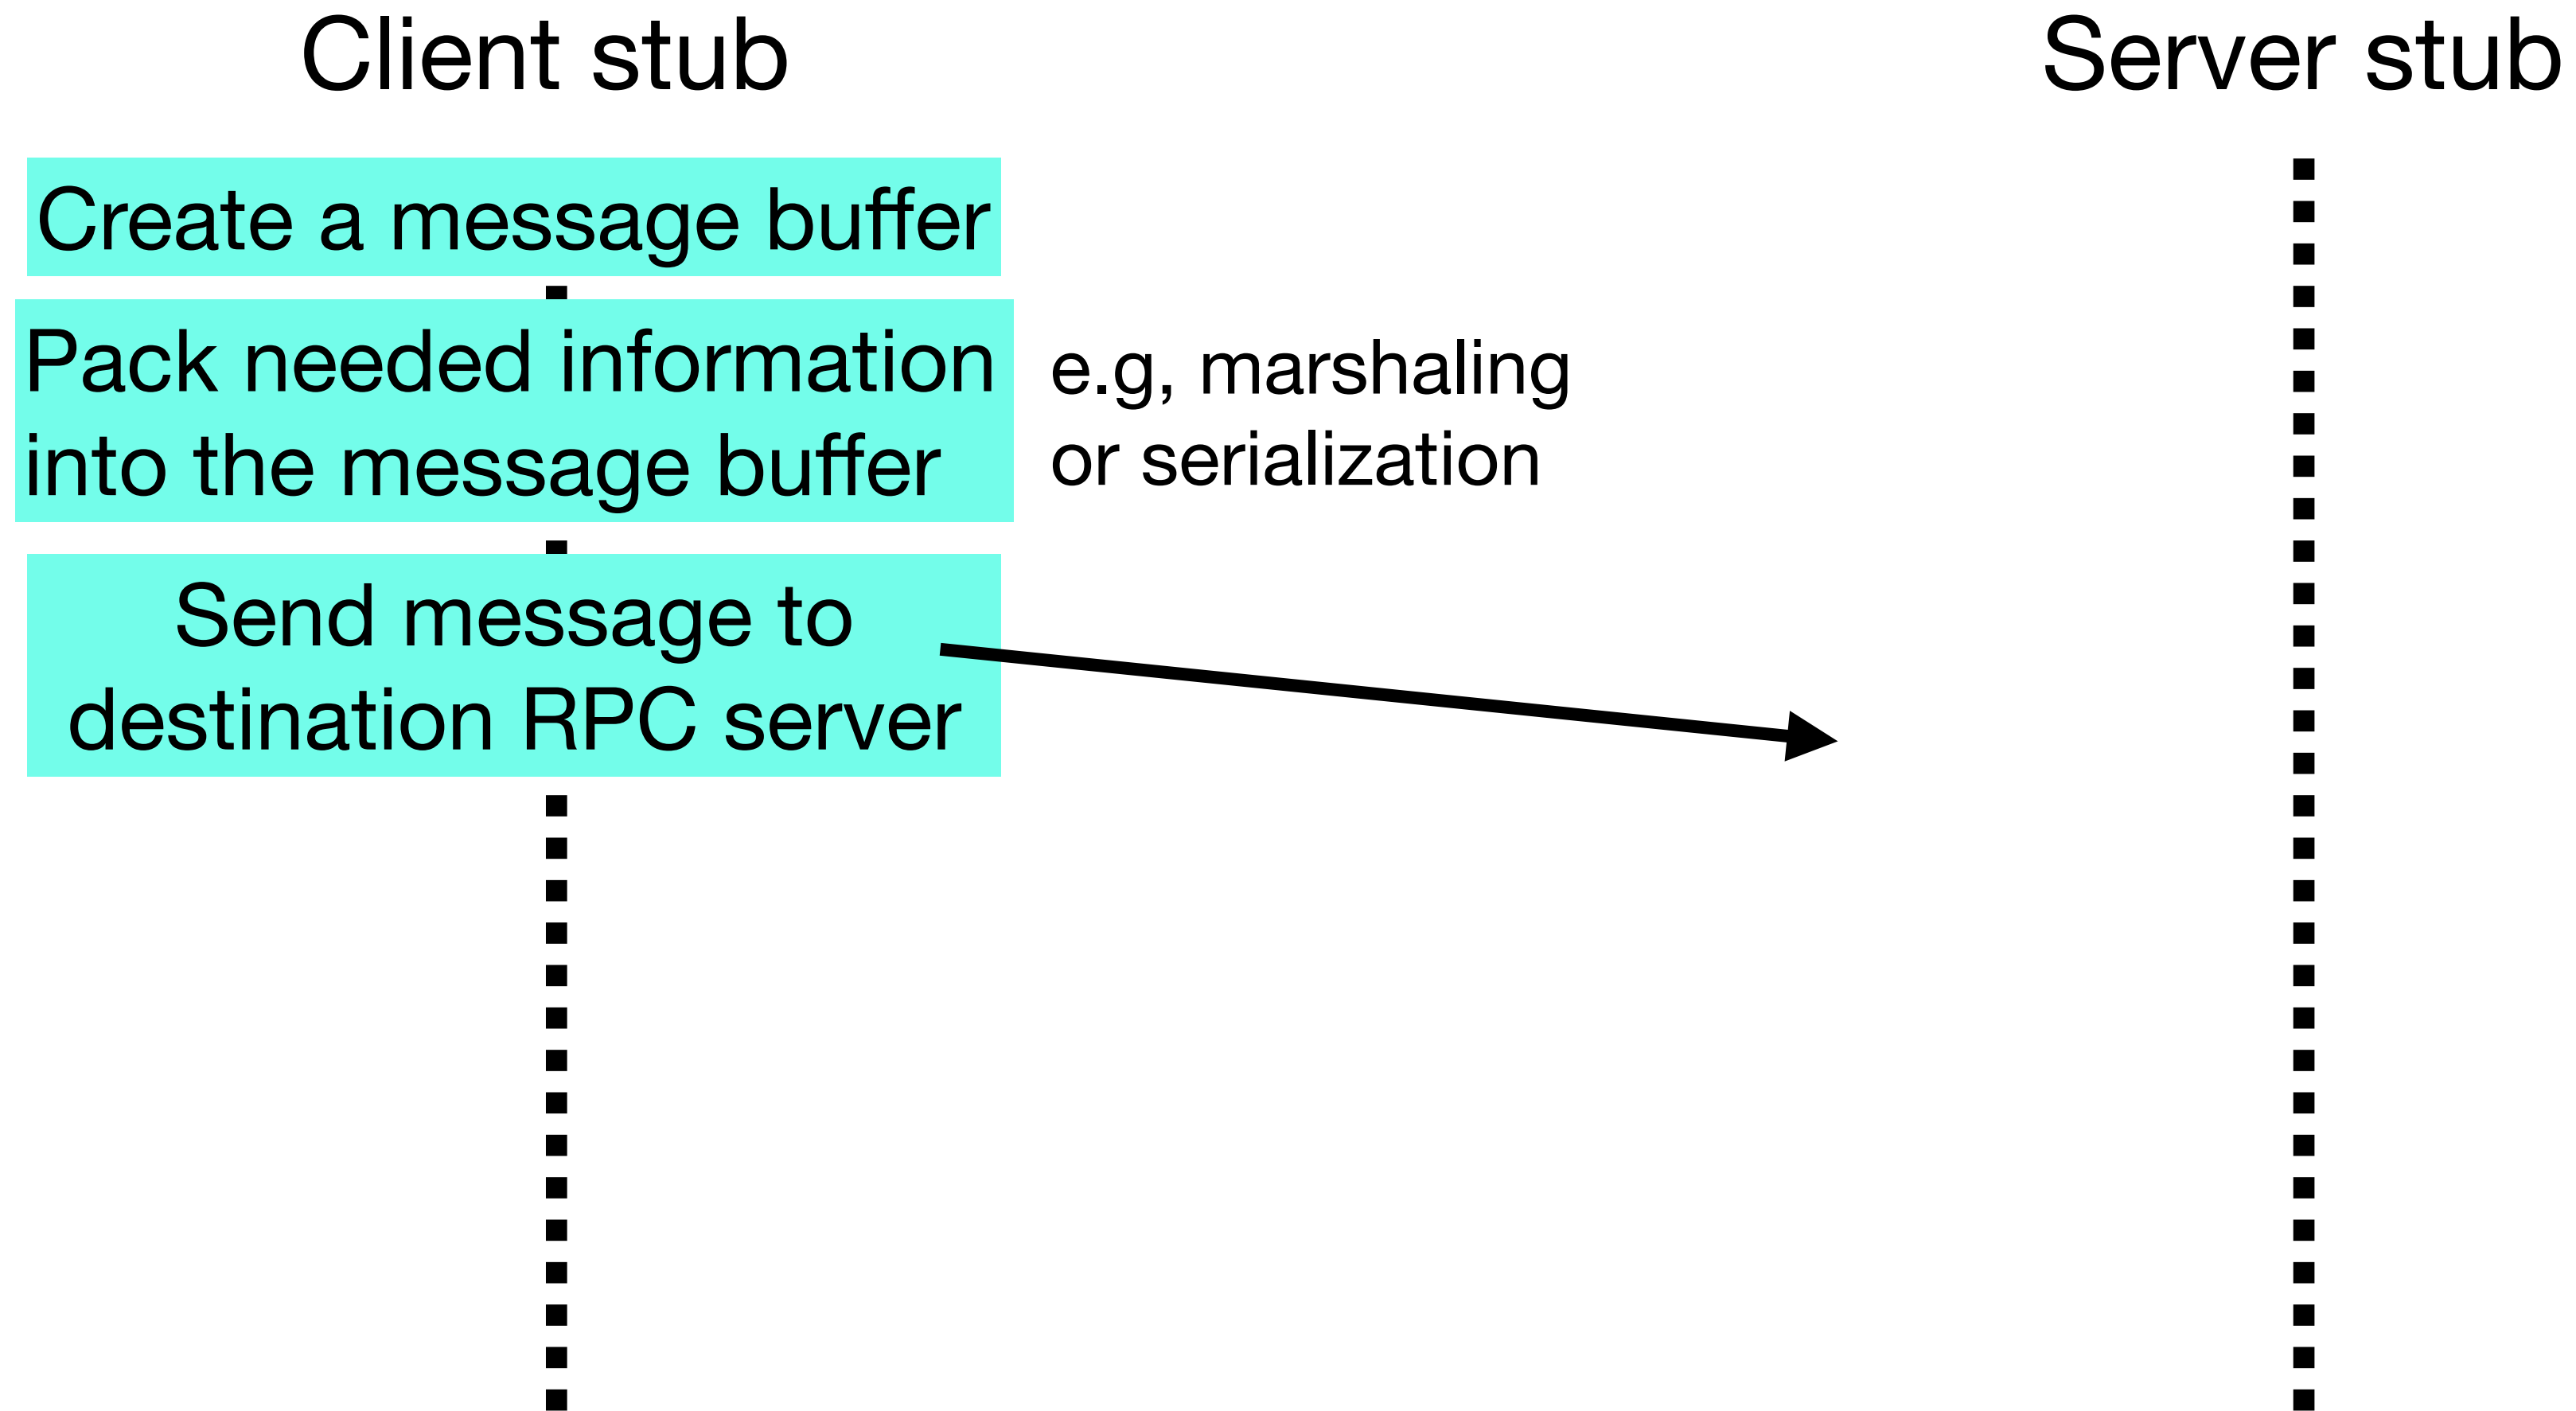 Client stub
Server stub
Create a message buffer
Pack needed information
into the message buffer
e.g, marshaling
or serialization
Send message to
destination RPC server